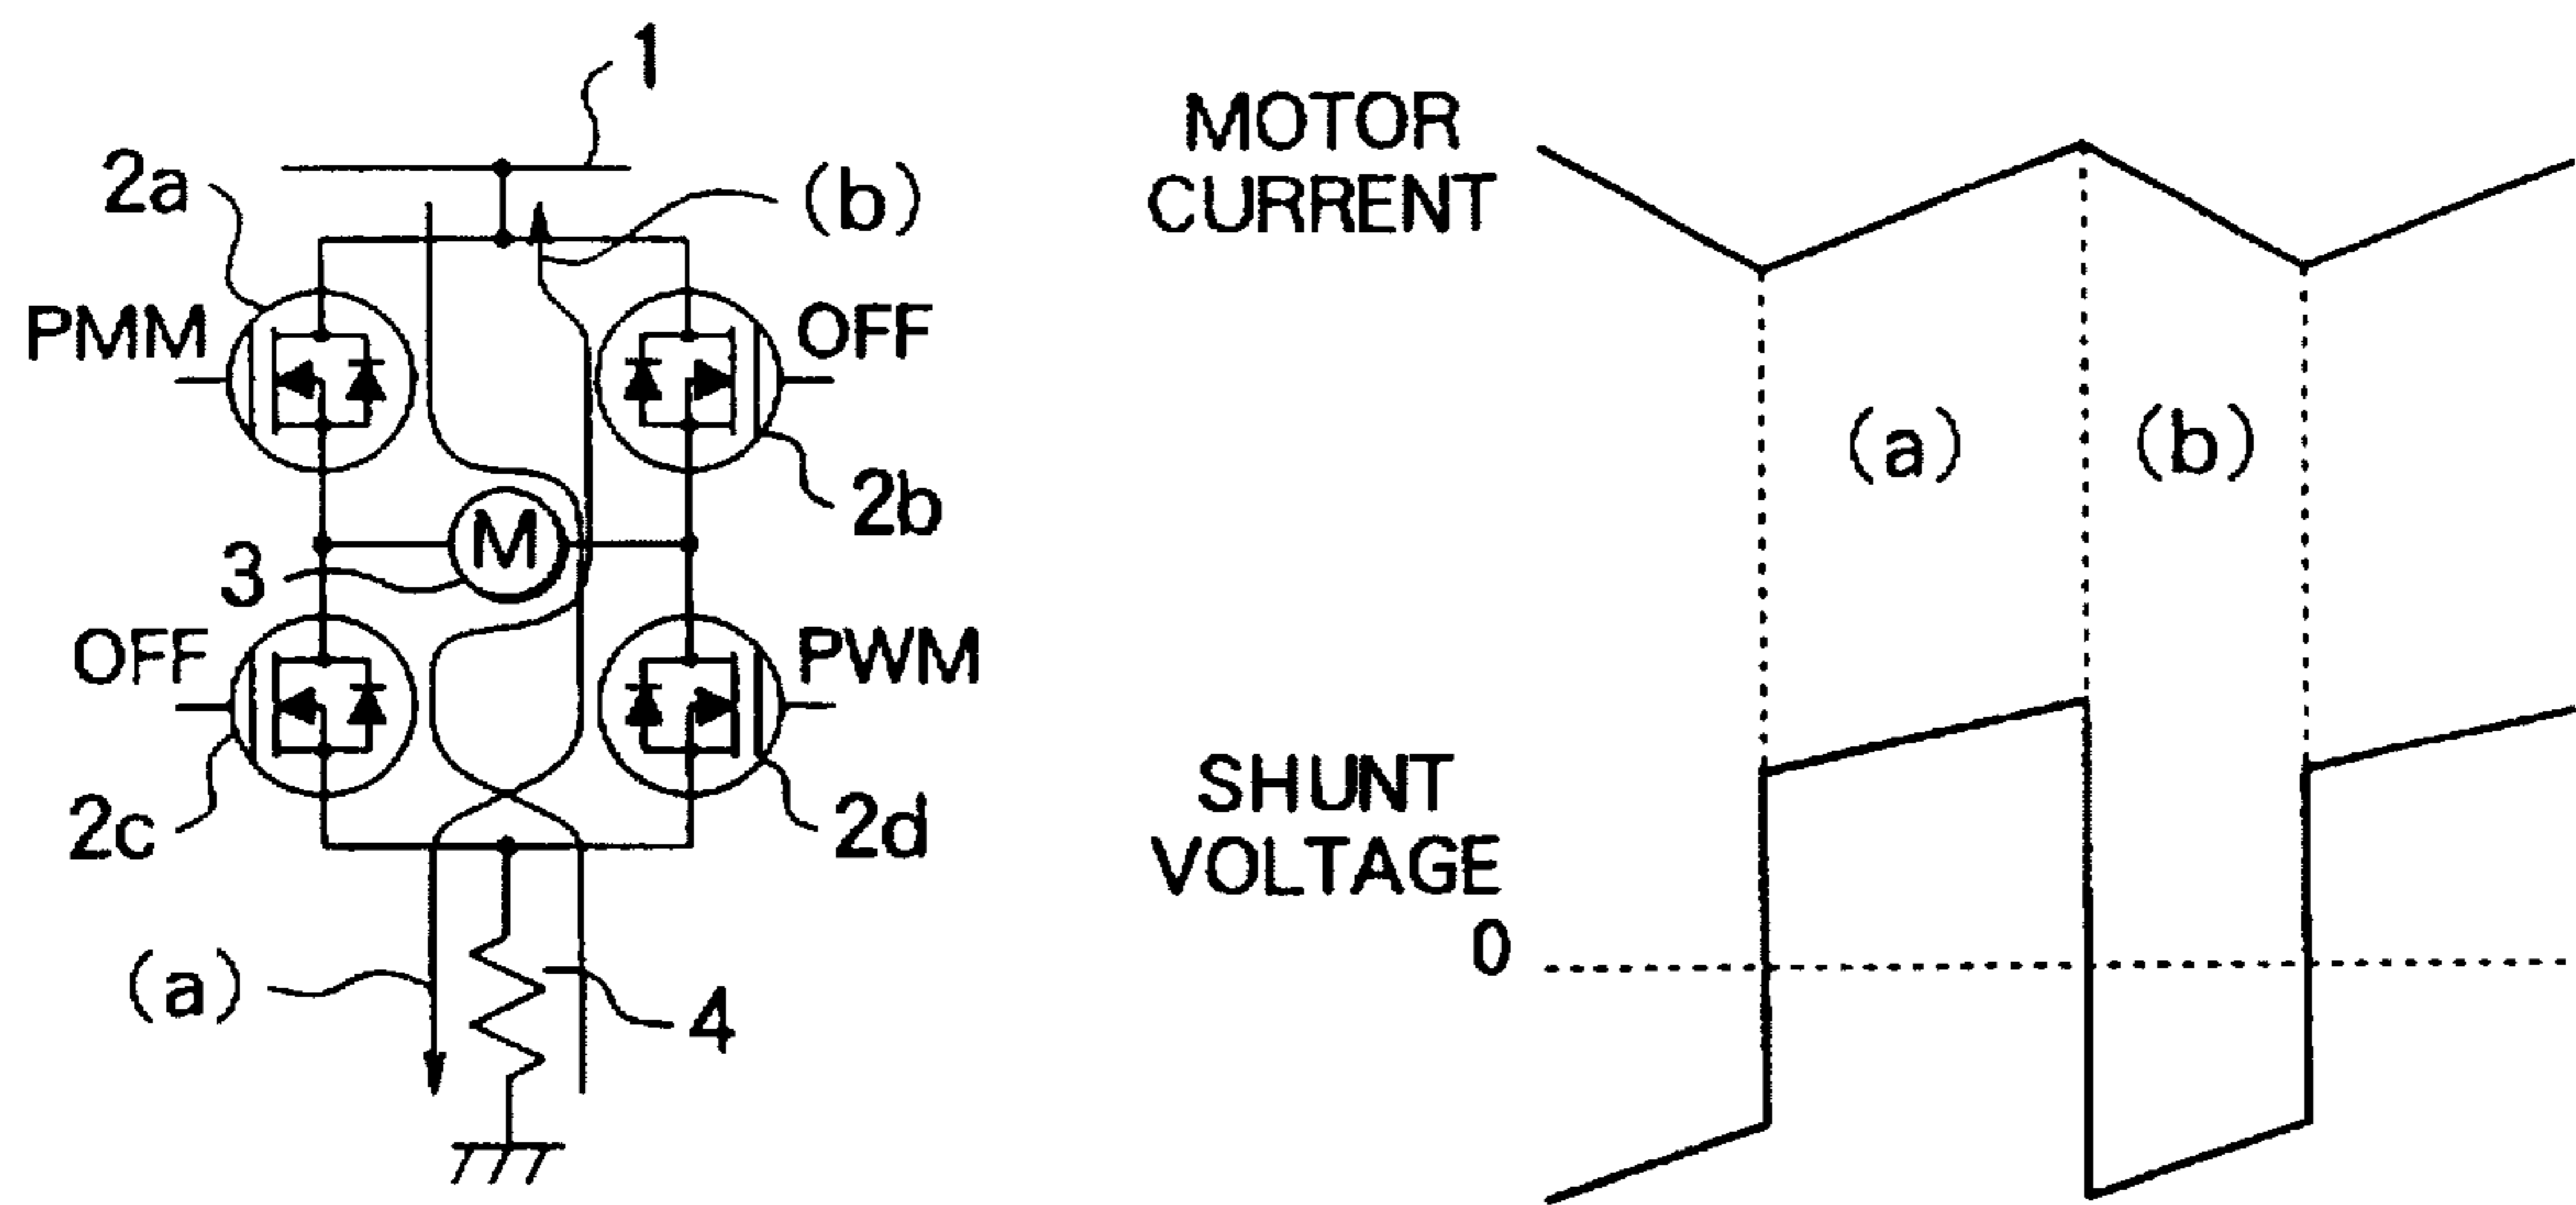 1
2a
(b)
PMM
OFF
2b
M
3
OFF
PWM
2c
2d
(a)
4
MOTOR
CURRENT
(a)
(b)
SHUNT
VOLTAGE
0